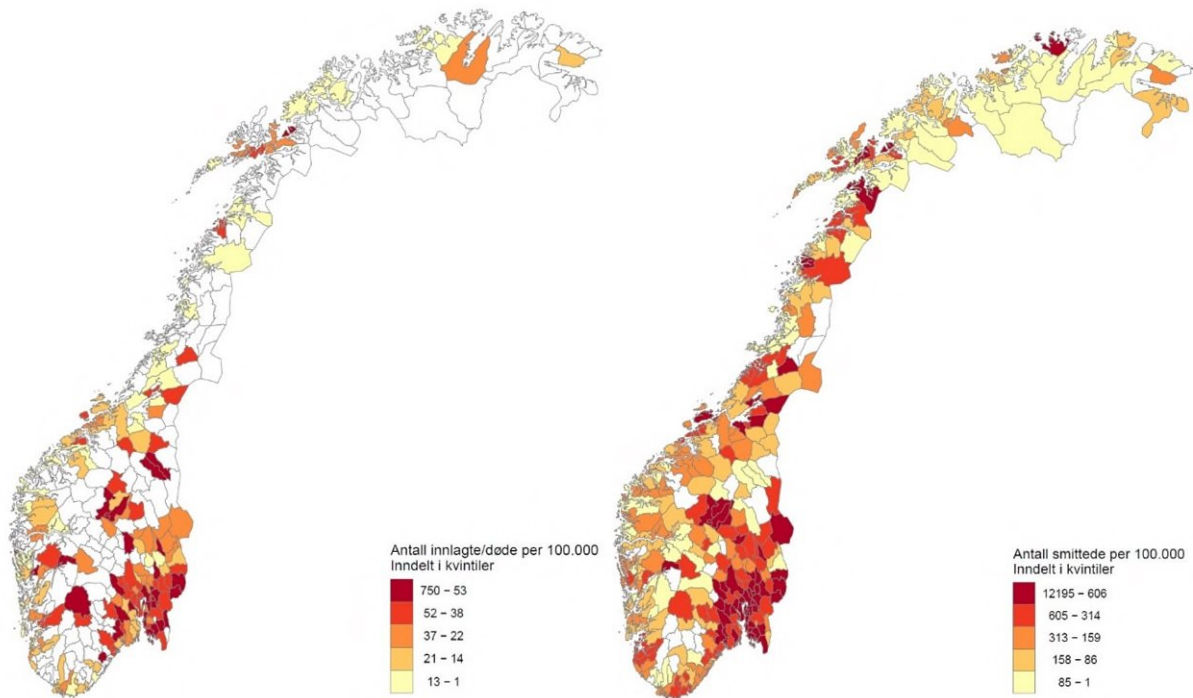 Antall innlagte/døde per 100.000
Inndelt i kvintiler
750 – 53
52 – 38
37 – 22
21 – 14
13 – 1
Antall smittede per 100.000
Inndelt i kvintiler
12195 – 606
605 – 314
313 – 159
158 – 86
85 – 1